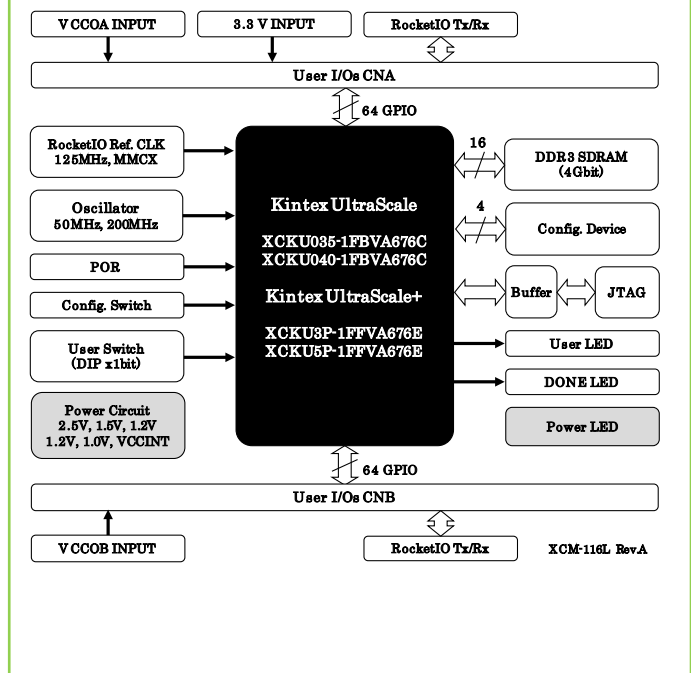 VCCOA INPUT
3.3 V INPUT
RocketIO Tx/Rx
User I/Os CNA
64 GPIO
RocketIO Ref. CLK
125MHz, MMCX
Oscillator
50MHz, 200MHz
POR
Config. Switch
User Switch
(DIP x1bit)
Power Circuit
2.5V, 1.5V, 1.2V
1.2V, 1.0V, VCCINT
Kintex UltraScale
XCKU035-1FBVA676C
XCKU040-1FBVA676C
Kintex UltraScale+
XCKU3P-1FFVA676E
XCKU5P-1FFVA676E
16
DDR3 SDRAM
(4Gbit)
4
Config. Device
Buffer
JTAG
User LED
DONE LED
Power LED
64 GPIO
User I/Os CNB
VCCOB INPUT
RocketIO Tx/Rx
XCM-116L Rev.A